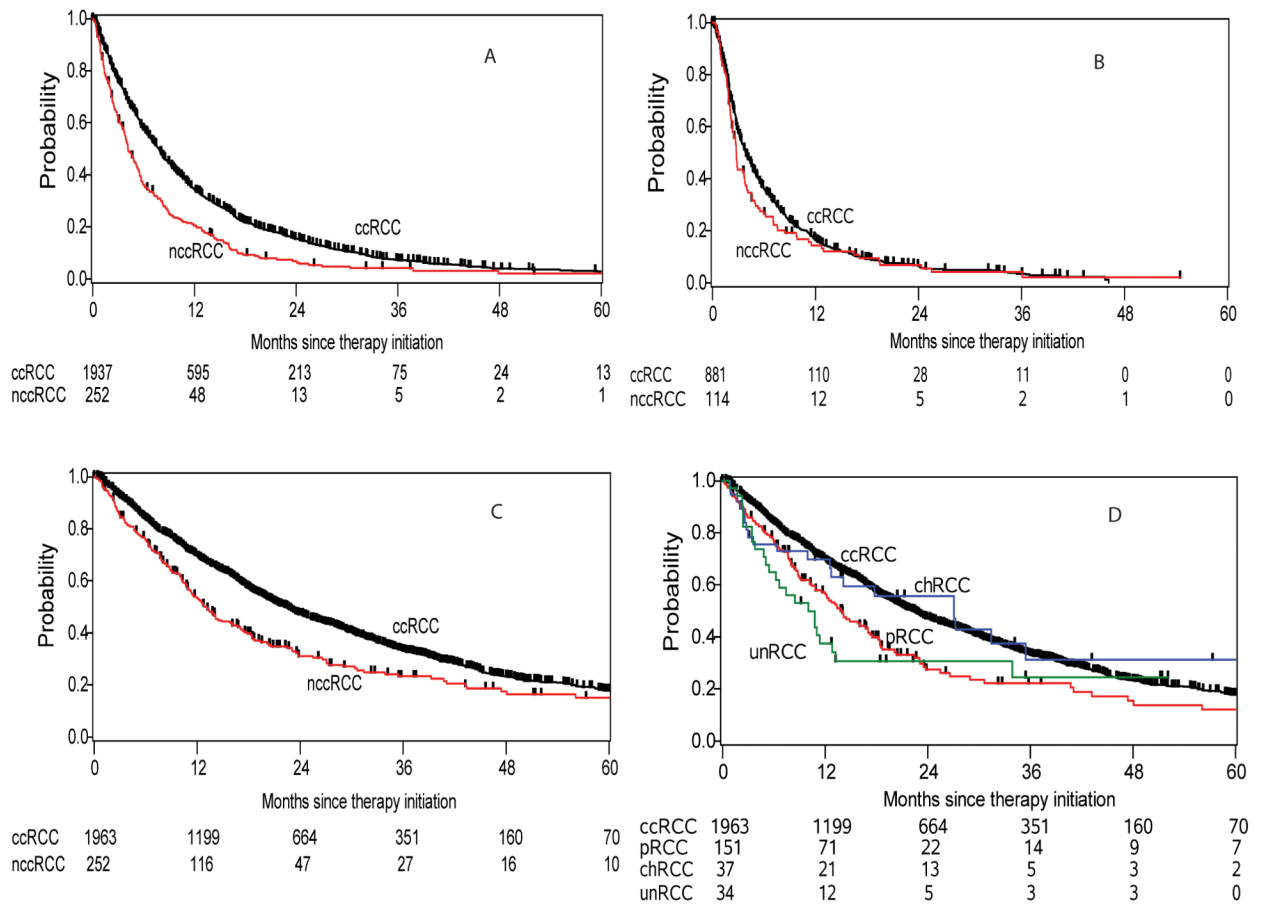 A
Probability
1.0
0.8
0.6
0.4
0.2
0.0
ccRCC
nccRCC
0 12 24 36 48 60
Months since therapy initiation
ccRCC 1937 595 213 75 24 13
nccRCC 252 48 13 5 2 1
B
Probability
1.0
0.8
0.6
0.4
0.2
0.0
ccRCC
nccRCC
0 12 24 36 48 60
Months since therapy initiation
ccRCC 881 110 28 11 0 0
nccRCC 114 12 5 2 1 0
C
Probability
1.0
0.8
0.6
0.4
0.2
0.0
ccRCC
nccRCC
0 12 24 36 48 60
Months since therapy initiation
ccRCC 1963 1199 664 351 160 70
nccRCC 252 116 47 27 16 10
D
Probability
1.0
0.8
0.6
0.4
0.2
0.0
ccRCC
chRCC
pRCC
unRCC
0 12 24 36 48 60
Months since therapy initiation
ccRCC 1963 1199 664 351 160 70
pRCC 151 71 22 14 9 7
chRCC 37 21 13 5 3 2
unRCC 34 12 5 3 3 0